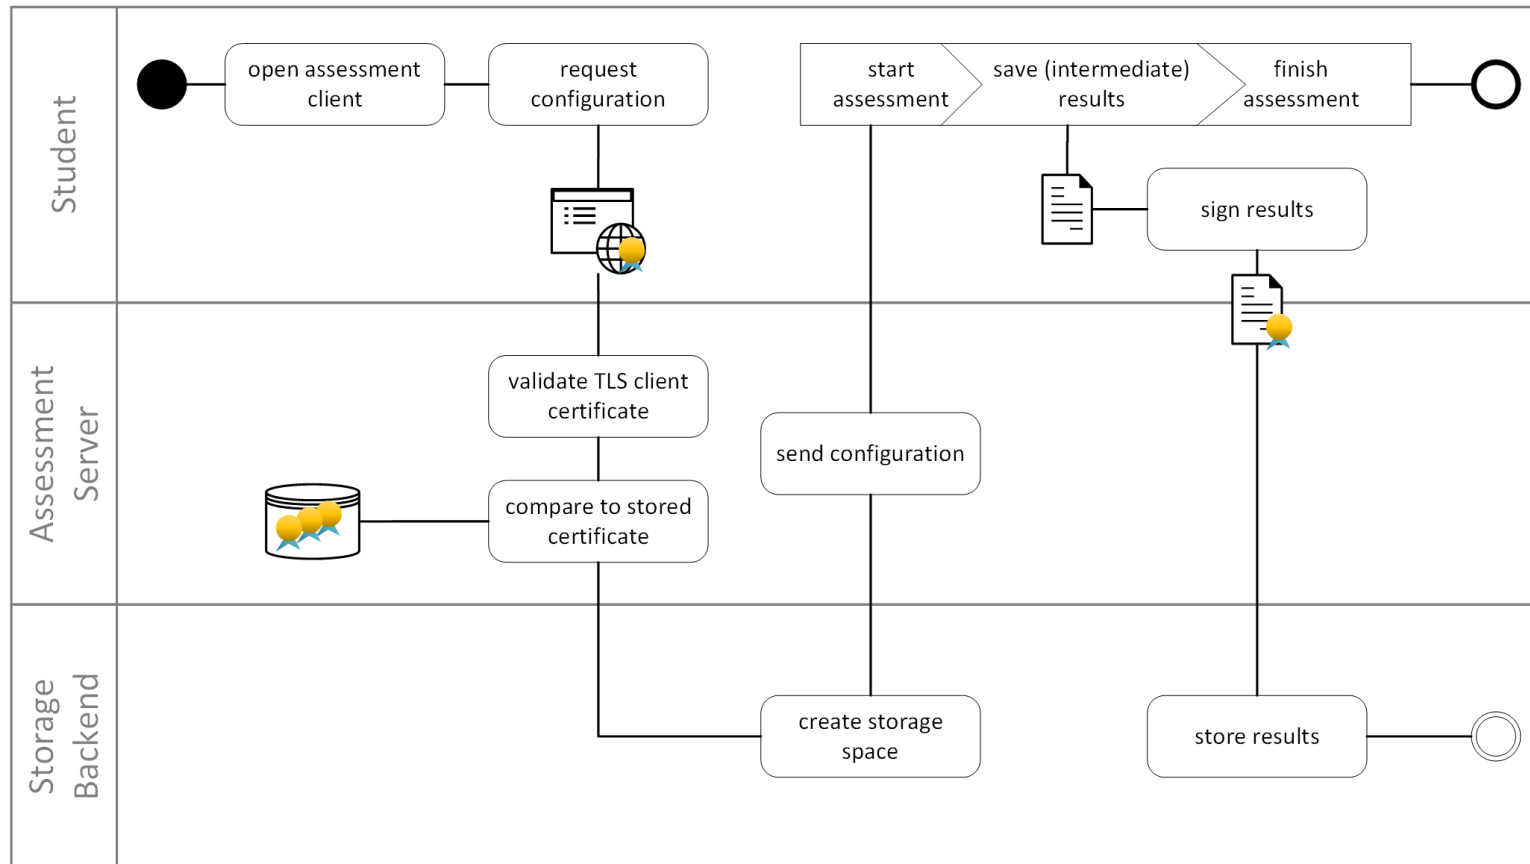 Student
open assessment
client
request
configuration
start
assessment
save (intermediate)
results
finish
assessment
sign results
Assessment
Server
validate TLS client
certificate
compare to stored
certificate
send configuration
Storage
Backend
create storage
space
store results